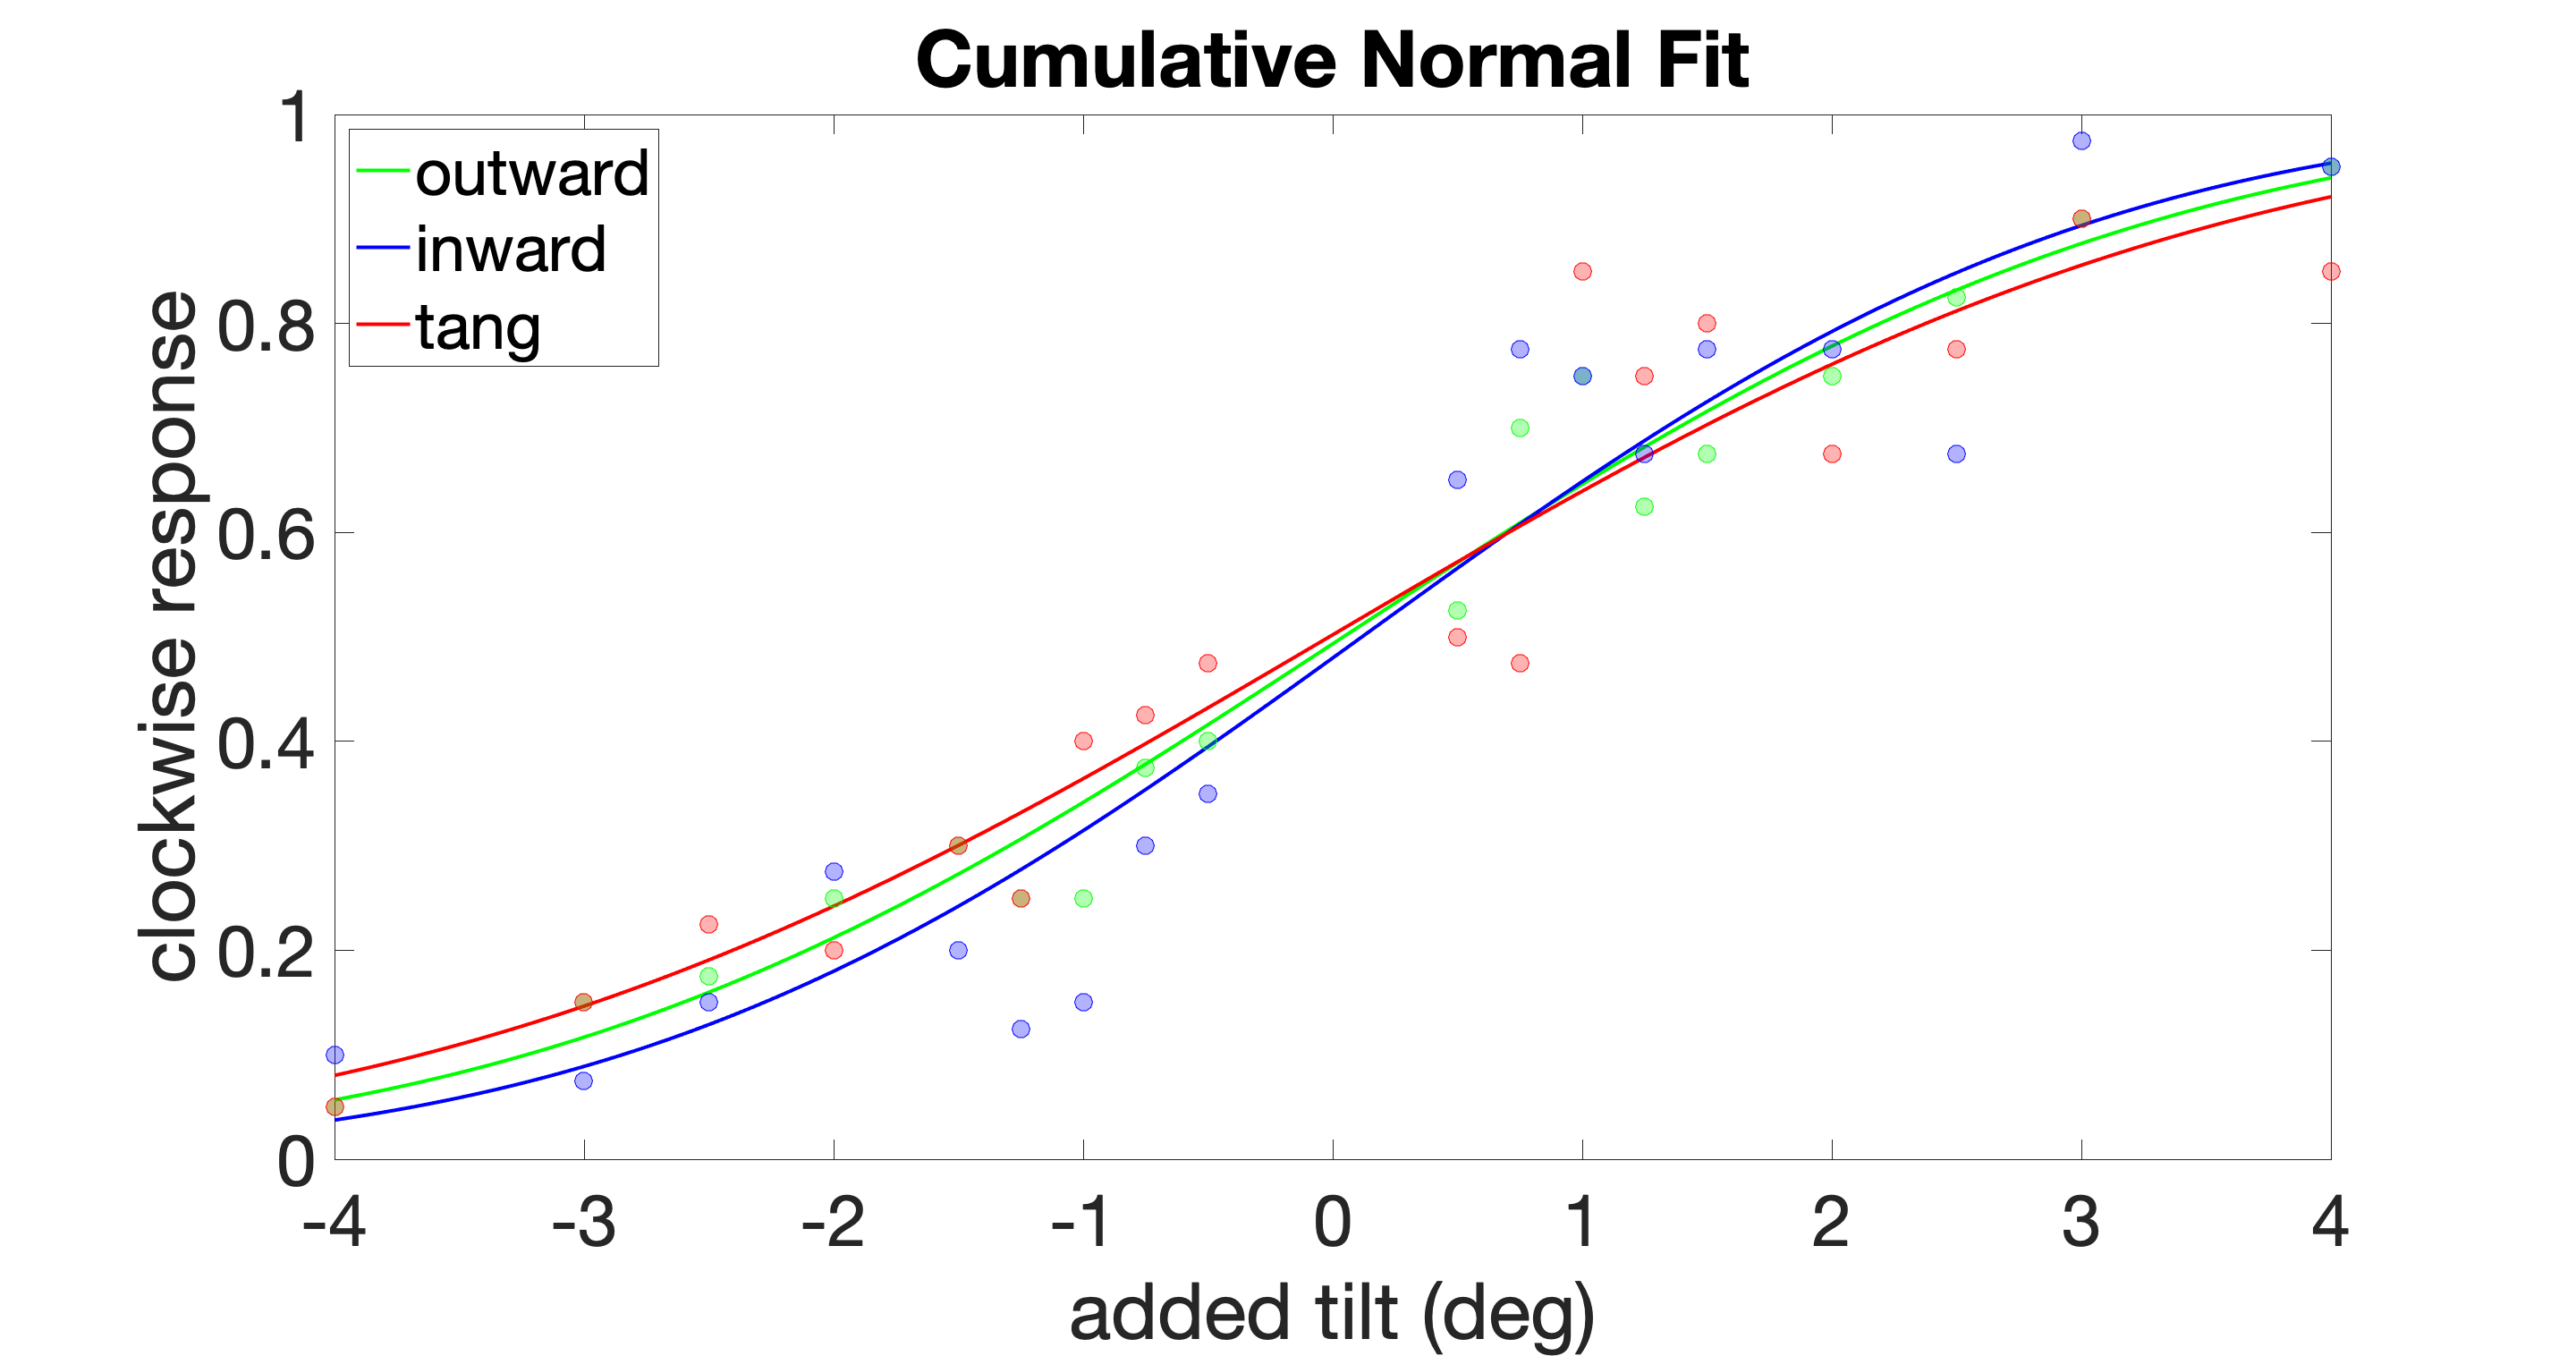 Cumulative Normal Fit
1
0.8
0.6
0.4
0.2
0
clockwise response
outward
inward
tang
-4 -3 -2 -1 0 1 2 3 4
added tilt (deg)